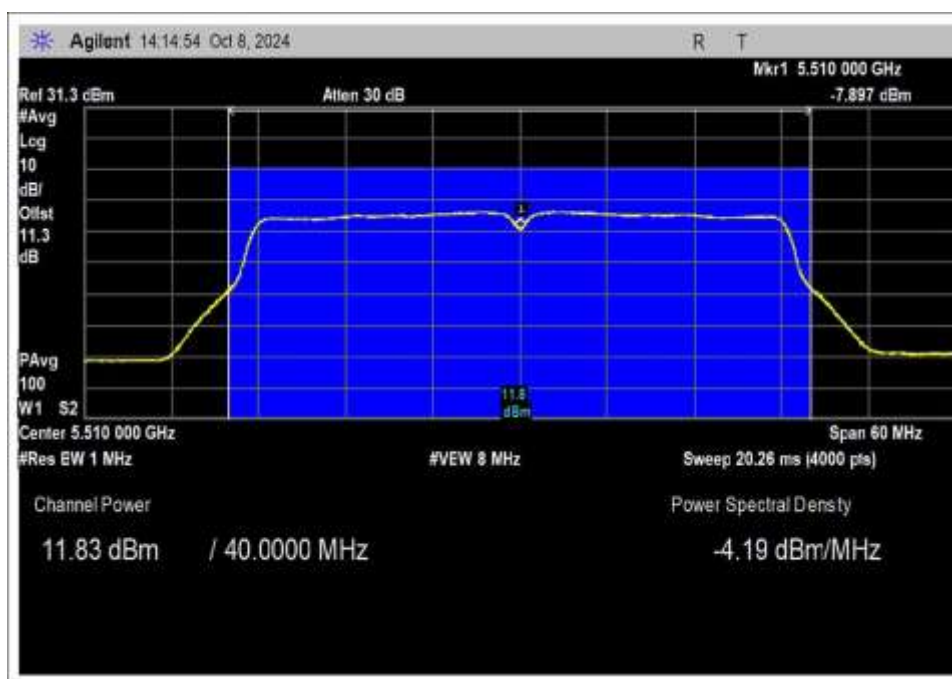 Agilent 14:14:54 Oct 8, 2024 R T
Mkr1 5.510 000 GHz
Ref 31.3 dBm Atten 30 dB -7.897 dBm
#Avg
Log
10
dB/
Offst
11.3
dB
1
PAvg
100
W1 S2
11.8
dBm
Center 5.510 000 GHz Span 60 MHz
#Res BW 1 MHz #VBW 8 MHz Sweep 20.26 ms (4000 pts)
Channel Power Power Spectral Density
11.83 dBm / 40.0000 MHz -4.19 dBm/MHz